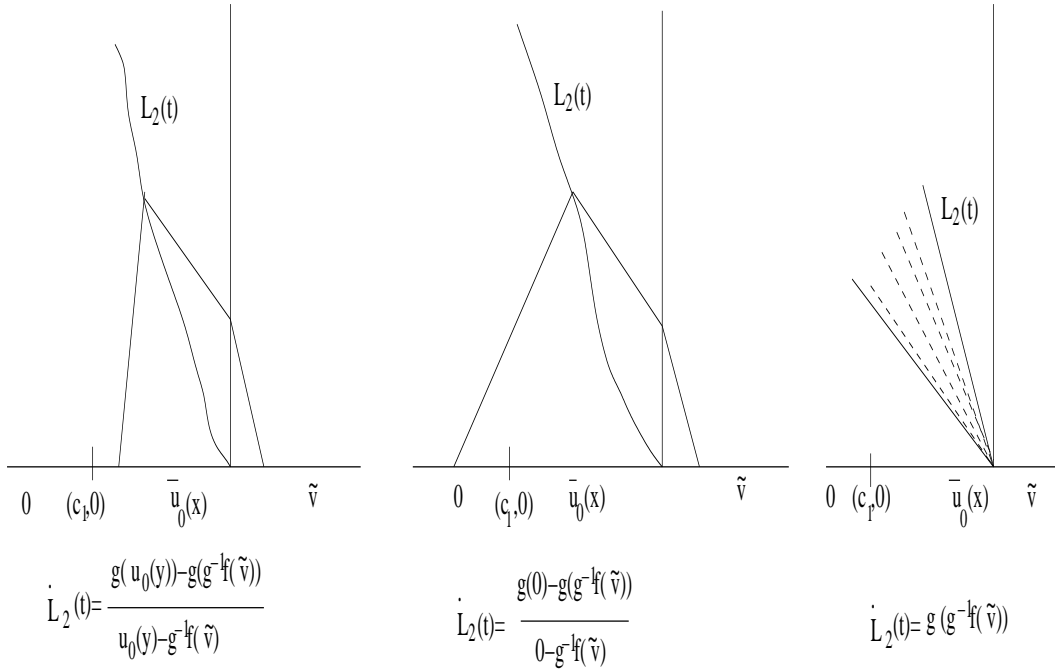 L₂(t)
L₂(t)
L₂(t)
0 (c₁,0) ū₀(x) ṽ
0 (c₁,0) ū₀(x) ṽ
0 (c₁,0) ū₀(x) ṽ
L̇₂(t)= g(u₀(y))−g(g⁻¹f(ṽ)) / u₀(y)−g⁻¹f(ṽ)
L̇₂(t)= g(0)−g(g⁻¹f(ṽ)) / 0−g⁻¹f(ṽ)
L̇₂(t)= g (g⁻¹f(ṽ))